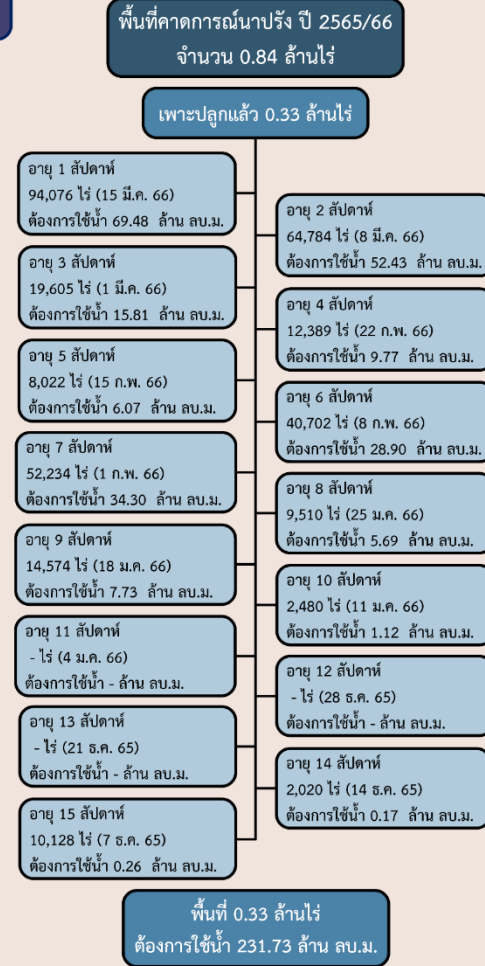 พื้นที่คาดการณ์นาปรัง ปี 2565/66
จำนวน 0.84 ล้านไร่
เพาะปลูกแล้ว 0.33 ล้านไร่
อายุ 1 สัปดาห์
94,076 ไร่ (15 มี.ค. 66)
ต้องการใช้น้ำ 69.48 ล้าน ลบ.ม.
อายุ 2 สัปดาห์
64,784 ไร่ (8 มี.ค. 66)
ต้องการใช้น้ำ 52.43 ล้าน ลบ.ม.
อายุ 3 สัปดาห์
19,605 ไร่ (1 มี.ค. 66)
ต้องการใช้น้ำ 15.81 ล้าน ลบ.ม.
อายุ 4 สัปดาห์
12,389 ไร่ (22 ก.พ. 66)
ต้องการใช้น้ำ 9.77 ล้าน ลบ.ม.
อายุ 5 สัปดาห์
8,022 ไร่ (15 ก.พ. 66)
ต้องการใช้น้ำ 6.07 ล้าน ลบ.ม.
อายุ 6 สัปดาห์
40,702 ไร่ (8 ก.พ. 66)
ต้องการใช้น้ำ 28.90 ล้าน ลบ.ม.
อายุ 7 สัปดาห์
52,234 ไร่ (1 ก.พ. 66)
ต้องการใช้น้ำ 34.30 ล้าน ลบ.ม.
อายุ 8 สัปดาห์
9,510 ไร่ (25 ม.ค. 66)
ต้องการใช้น้ำ 5.69 ล้าน ลบ.ม.
อายุ 9 สัปดาห์
14,574 ไร่ (18 ม.ค. 66)
ต้องการใช้น้ำ 7.73 ล้าน ลบ.ม.
อายุ 10 สัปดาห์
2,480 ไร่ (11 ม.ค. 66)
ต้องการใช้น้ำ 1.12 ล้าน ลบ.ม.
อายุ 11 สัปดาห์
- ไร่ (4 ม.ค. 66)
ต้องการใช้น้ำ - ล้าน ลบ.ม.
อายุ 12 สัปดาห์
- ไร่ (28 ธ.ค. 65)
ต้องการใช้น้ำ - ล้าน ลบ.ม.
อายุ 13 สัปดาห์
- ไร่ (21 ธ.ค. 65)
ต้องการใช้น้ำ - ล้าน ลบ.ม.
อายุ 14 สัปดาห์
2,020 ไร่ (14 ธ.ค. 65)
ต้องการใช้น้ำ 0.17 ล้าน ลบ.ม.
อายุ 15 สัปดาห์
10,128 ไร่ (7 ธ.ค. 65)
ต้องการใช้น้ำ 0.26 ล้าน ลบ.ม.
พื้นที่ 0.33 ล้านไร่
ต้องการใช้น้ำ 231.73 ล้าน ลบ.ม.